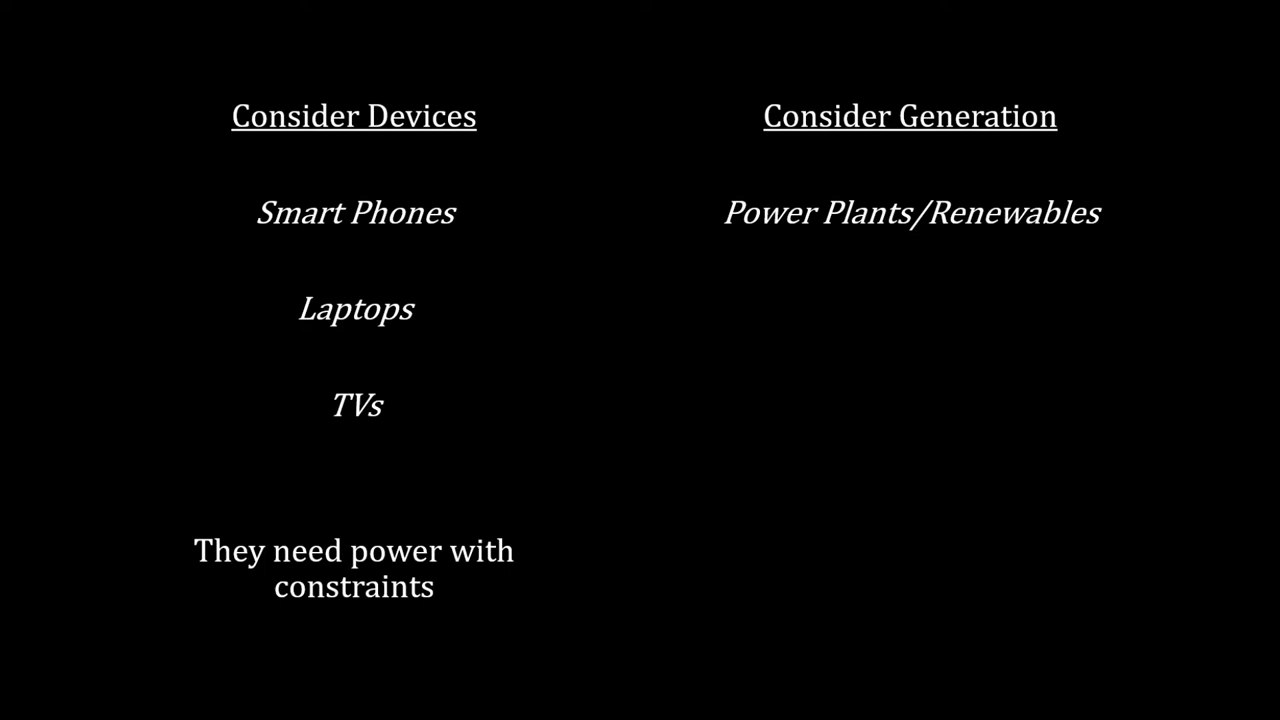 Consider Devices
Smart Phones
Laptops
TVs
They need power with
constraints
Consider Generation
Power Plants/Renewables